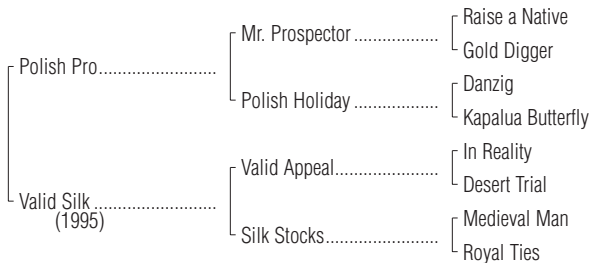 Raise a Native
Mr. Prospector ..................
Gold Digger
Polish Pro.........................
Danzig
Polish Holiday ...................
Kapalua Butterfly
In Reality
Valid Appeal......................
Desert Trial
Valid Silk ..........................
(1995)
Medieval Man
Silk Stocks........................
Royal Ties